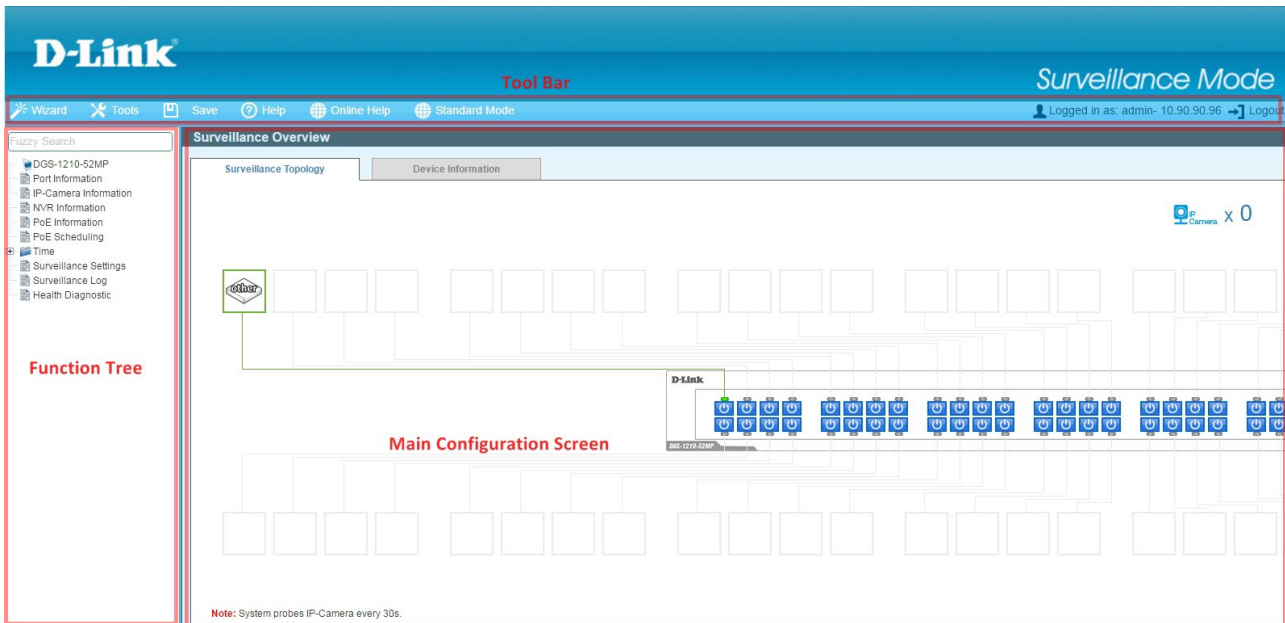 D-Link
Tool Bar
Surveillance Mode
Wizard Tools Save Help Online Help Standard Mode Logged in as: admin- 10.90.90.96 Logout
Fuzzy Search
Surveillance Overview
DGS-1210-52MP
Port Information
IP-Camera Information
NVR Information
PoE Information
PoE Scheduling
Time
Surveillance Settings
Surveillance Log
Health Diagnostic
Surveillance Topology Device Information
IP
Camera X 0
other
Function Tree
D-Link
Main Configuration Screen
DGS-1210-52MP
Note: System probes IP-Camera every 30s.